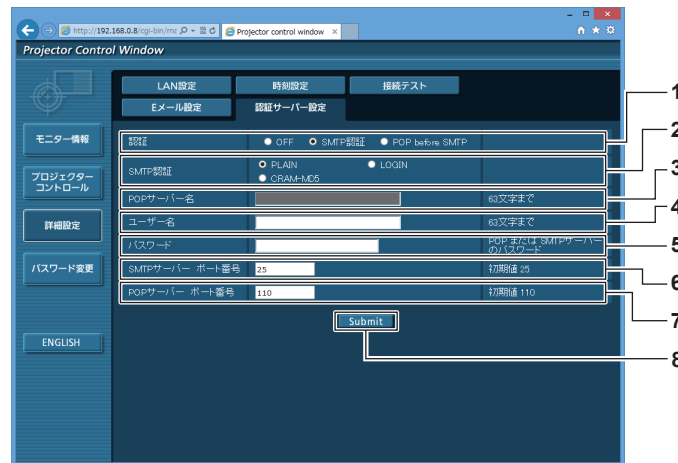 http://192.168.0.8/cgi-bin/mn
Projector control window
Projector Control Window
LAN設定 時刻設定 接続テスト
Eメール設定 認証サーバー設定
モニター情報
プロジェクター
コントロール
詳細設定
パスワード変更
ENGLISH
認証 OFF SMTP認証 POP before SMTP
SMTP認証 PLAIN LOGIN
CRAM-MD5
POPサーバー名 63文字まで
ユーザー名 63文字まで
パスワード POP または SMTPサーバー
のパスワード
SMTPサーバー ポート番号 25 初期値 25
POPサーバー ポート番号 110 初期値 110
Submit
1
2
3
4
5
6
7
8